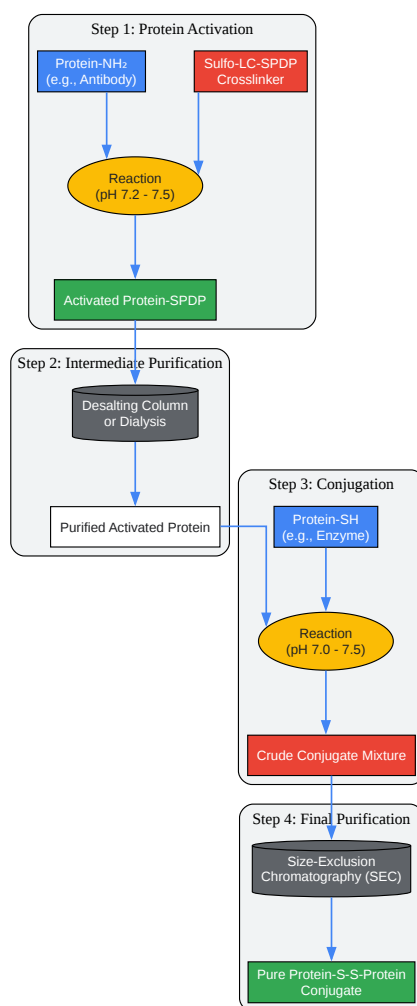 Step 1: Protein Activation
Protein-NH₂
(e.g., Antibody)
Sulfo-LC-SPDP
Crosslinker
Reaction
(pH 7.2 - 7.5)
Activated Protein-SPDP
Step 2: Intermediate Purification
Desalting Column
or Dialysis
Purified Activated Protein
Step 3: Conjugation
Protein-SH
(e.g., Enzyme)
Reaction
(pH 7.0 - 7.5)
Crude Conjugate Mixture
Step 4: Final Purification
Size-Exclusion
Chromatography (SEC)
Pure Protein-S-S-Protein
Conjugate